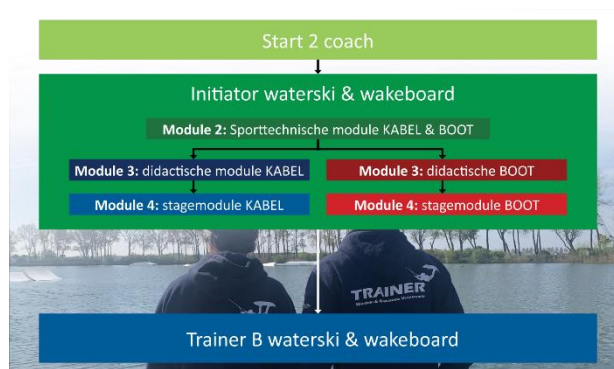 Start 2 coach
Initiator waterski & wakeboard
Module 2: Sporttechnische module KABEL & BOOT
Module 3: didactische module KABEL
Module 3: didactische BOOT
Module 4: stagemodule KABEL
Module 4: stagemodule BOOT
TRAINER
Trainer B waterski & wakeboard